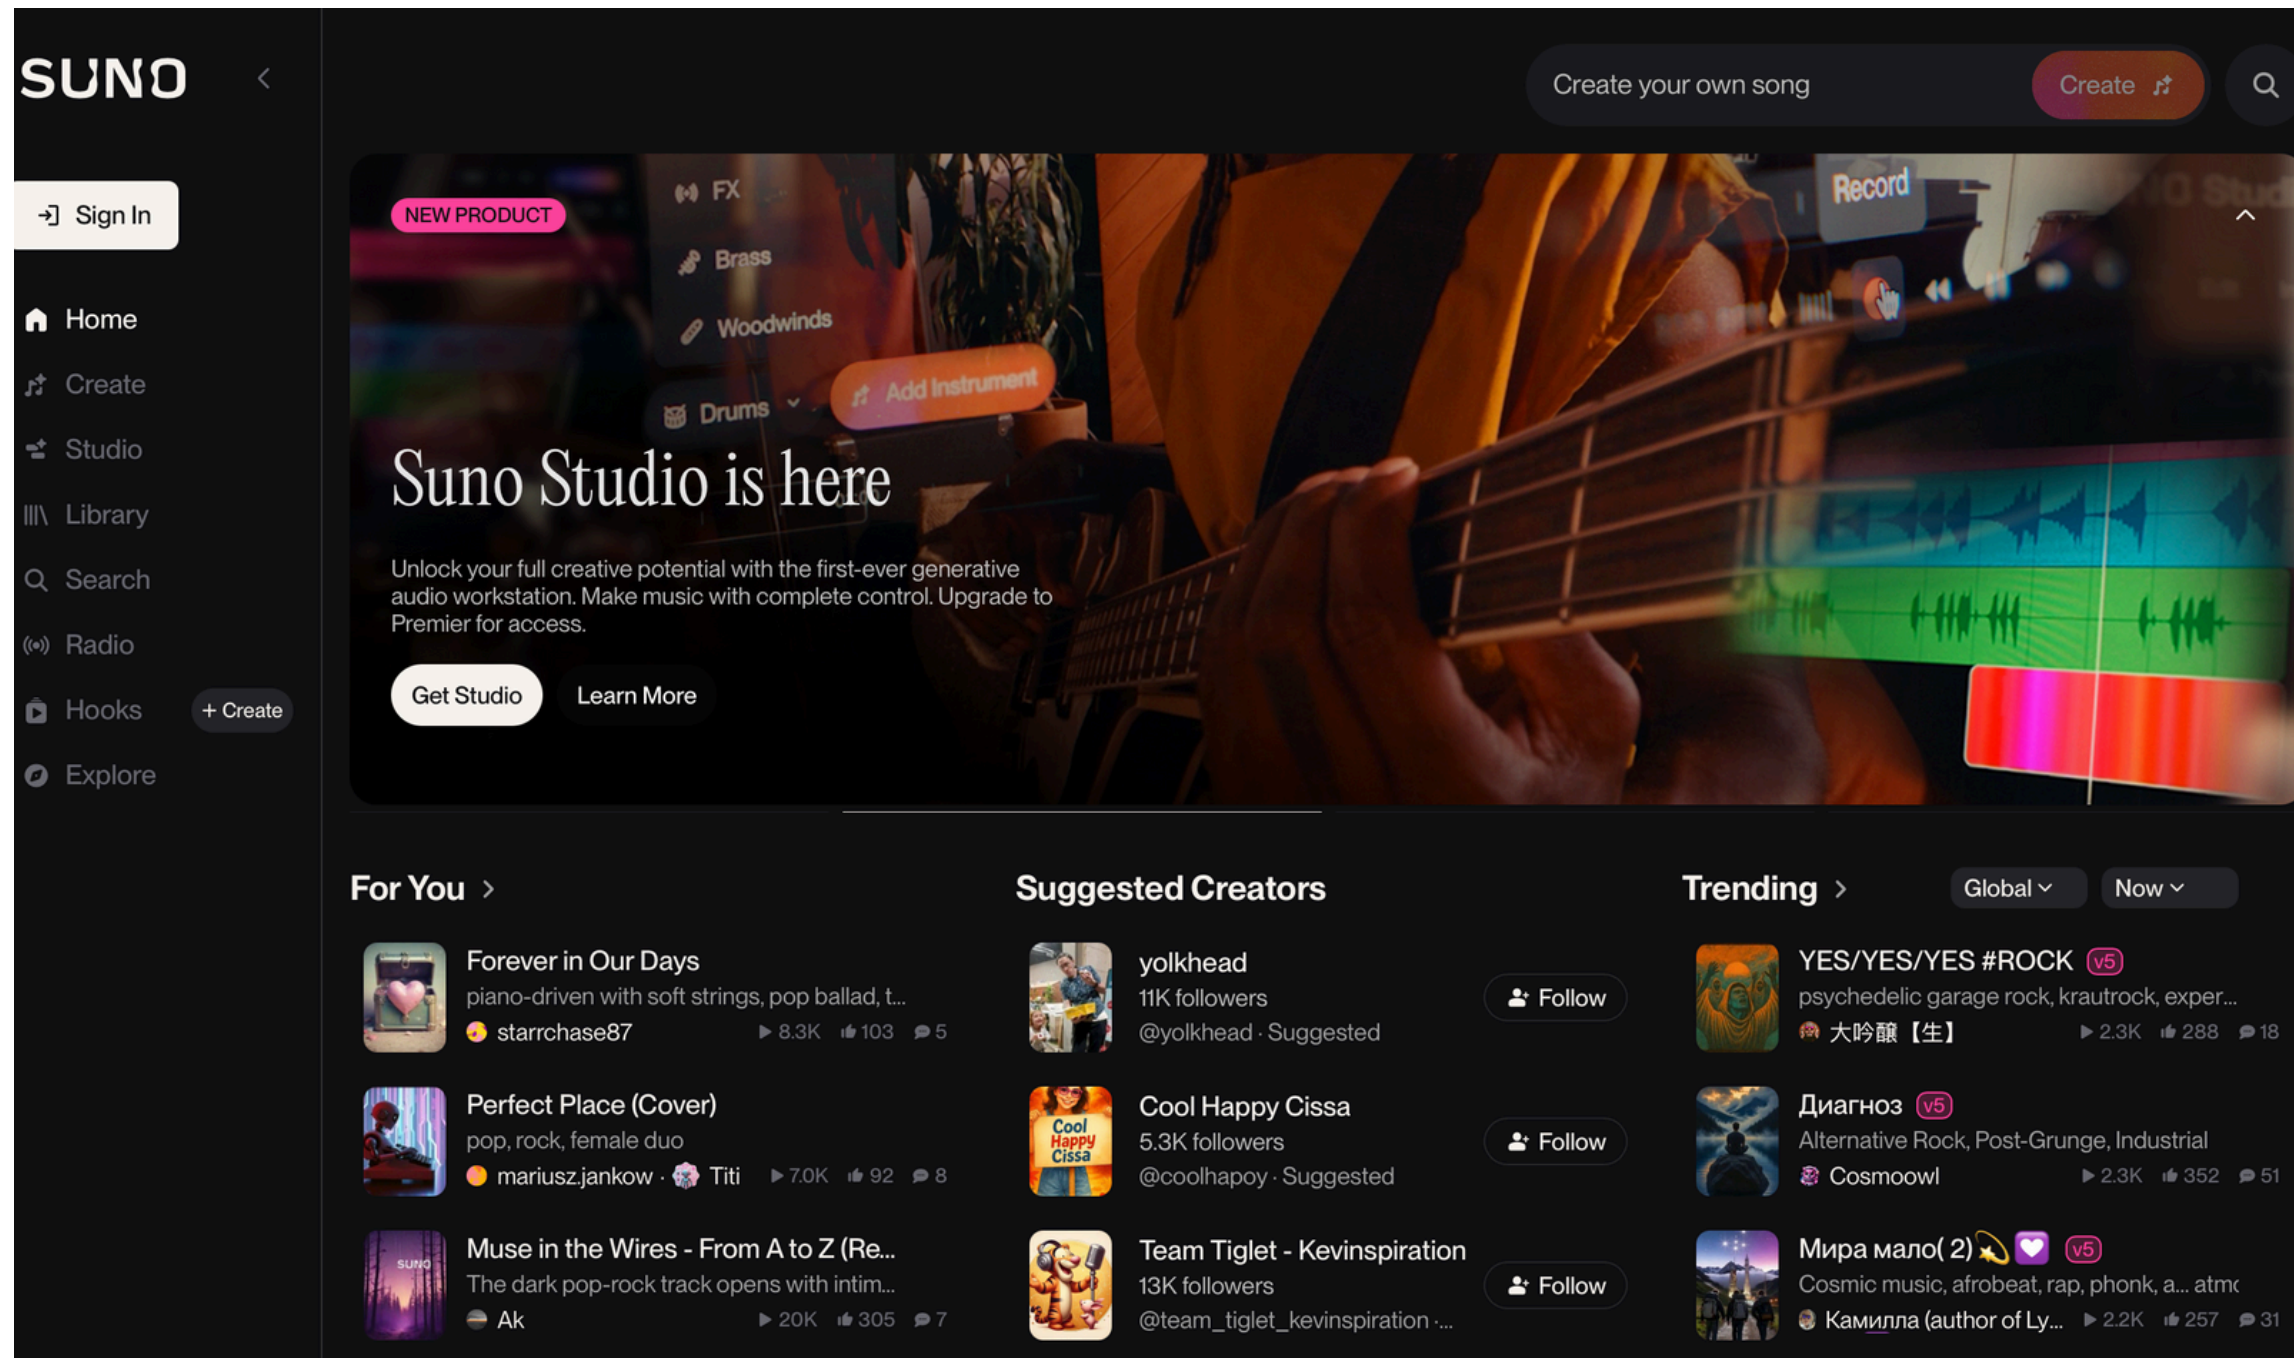 SUNO
Create your own song
Create
Sign In
Home
Create
Studio
Library
Search
Radio
Hooks
+ Create
Explore
NEW PRODUCT
FX
Brass
Woodwinds
Drums
Add Instrument
Record
Suno Studio is here
Unlock your full creative potential with the first-ever generative
audio workstation. Make music with complete control. Upgrade to
Premier for access.
Get Studio
Learn More
For You
Forever in Our Days
piano-driven with soft strings, pop ballad, t...
starrchase87 8.3K 103 5
Perfect Place (Cover)
pop, rock, female duo
mariusz.jankow · Titi 7.0K 92 8
SUNO
Muse in the Wires - From A to Z (Re...
The dark pop-rock track opens with intim...
Ak 20K 305 7
Suggested Creators
yolkhead
11K followers
@yolkhead · Suggested
Follow
Cool
Happy
Cissa
Cool Happy Cissa
5.3K followers
@coolhapoy · Suggested
Follow
Team Tiglet - Kevinspiration
13K followers
@team_tiglet_kevinspiration ·...
Follow
Trending
Global
Now
YES/YES/YES #ROCK v5
psychedelic garage rock, krautrock, exper...
大吟醸【生】 2.3K 288 18
Диагноз v5
Alternative Rock, Post-Grunge, Industrial
Cosmoowl 2.3K 352 51
Мира мало( 2)💫💟 v5
Cosmic music, afrobeat, rap, phonk, a... atmo
Камилла (author of Ly... 2.2K 257 31